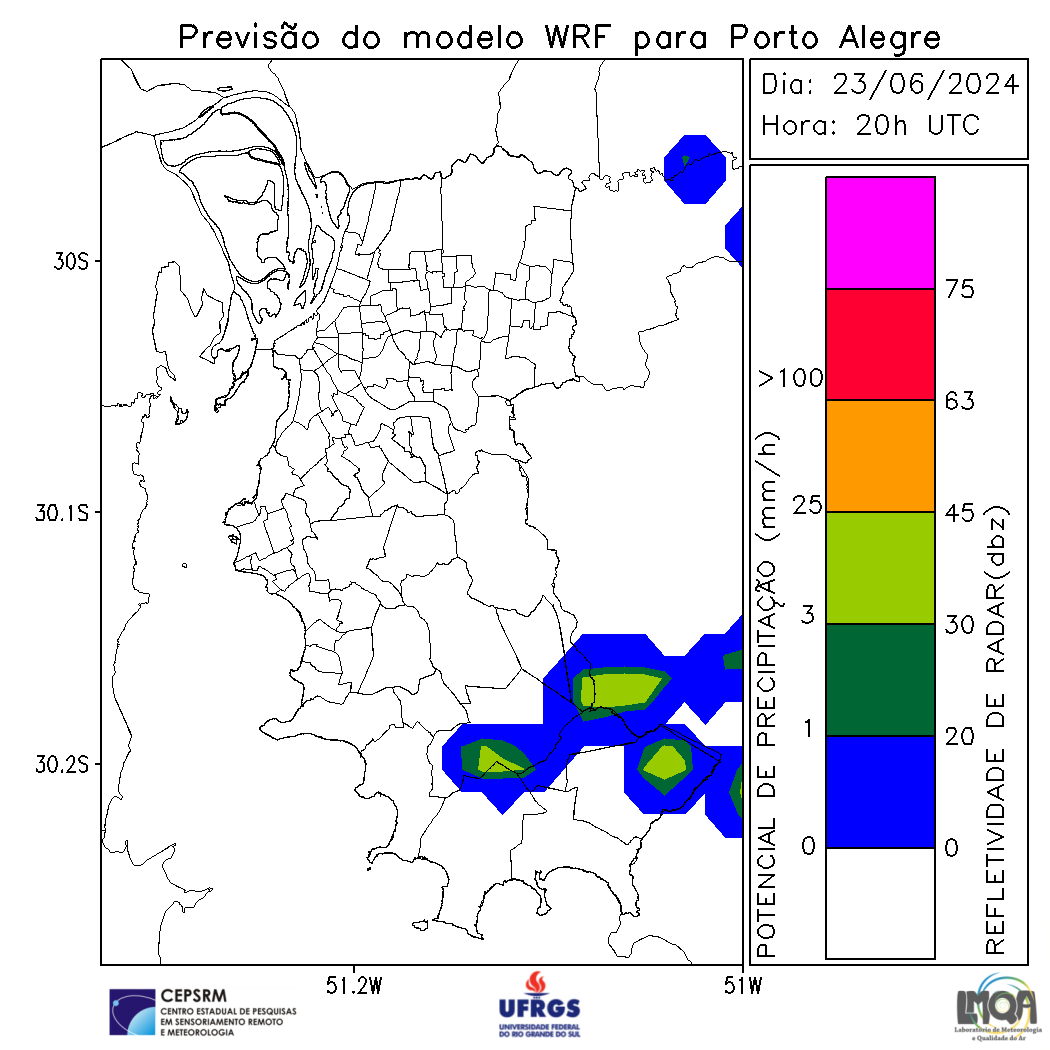 Previsão do modelo WRF para Porto Alegre
Dia: 23/06/2024
Hora: 20h UTC
30S
30.1S
30.2S
51.2W
51W
POTENCIAL DE PRECIPITAÇÃO (mm/h)
>100
25
3
1
0
75
63
45
30
20
0
REFLETIVIDADE DE RADAR(dbz)
CEPSRM
CENTRO ESTADUAL DE PESQUISAS
EM SENSORIAMENTO REMOTO
E METEOROLOGIA
UFRGS
UNIVERSIDADE FEDERAL
DO RIO GRANDE DO SUL
LMQA
Laboratório de Meteorologia
e Qualidade do Ar